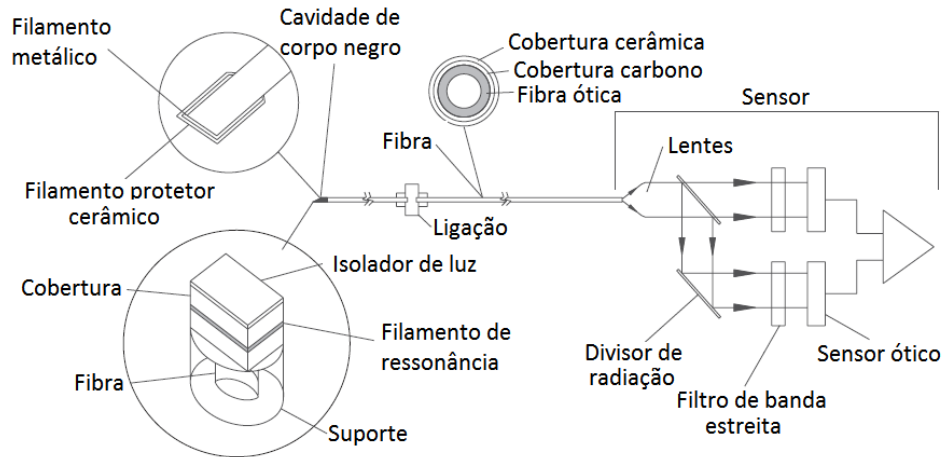 Filamento
metálico
Cavidade de
corpo negro
Cobertura cerâmica
Cobertura carbono
Fibra ótica
Sensor
Fibra
Lentes
Filamento protetor
cerâmico
Ligação
Isolador de luz
Cobertura
Filamento de
ressonância
Fibra
Suporte
Divisor de
radiação
Sensor ótico
Filtro de banda
estreita